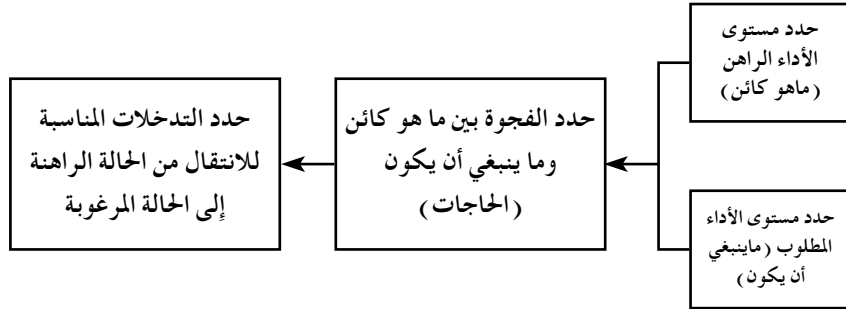 حدد مستوى
الأداء الراهن
(ماهو كائن)
حدد مستوى الأداء
المطلوب (ماينبغي
أن يكون)
حدد الفجوة بين ما هو كائن
وما ينبغي أن يكون
(الحاجات)
حدد التدخلات المناسبة
للانتقال من الحالة الراهنة
إِلى الحالة المرغوبة